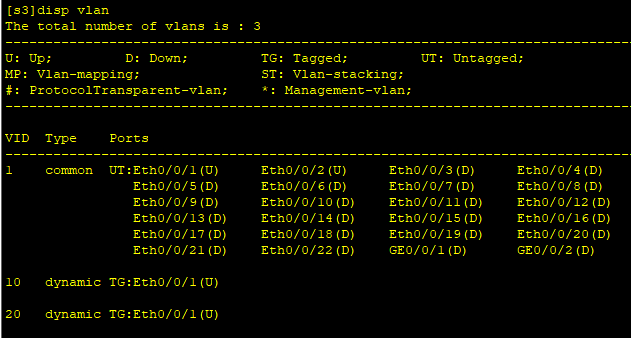 [s3]disp vlan
The total number of vlans is : 3
--------------------------------------------------------------------------------
U: Up;         D: Down;         TG: Tagged;         UT: Untagged;
MP: Vlan-mapping;               ST: Vlan-stacking;
#: ProtocolTransparent-vlan;    *: Management-vlan;
--------------------------------------------------------------------------------
VID  Type    Ports
--------------------------------------------------------------------------------
1    common  UT:Eth0/0/1(U)     Eth0/0/2(U)     Eth0/0/3(D)     Eth0/0/4(D)
                Eth0/0/5(D)     Eth0/0/6(D)     Eth0/0/7(D)     Eth0/0/8(D)
                Eth0/0/9(D)     Eth0/0/10(D)    Eth0/0/11(D)    Eth0/0/12(D)
                Eth0/0/13(D)    Eth0/0/14(D)    Eth0/0/15(D)    Eth0/0/16(D)
                Eth0/0/17(D)    Eth0/0/18(D)    Eth0/0/19(D)    Eth0/0/20(D)
                Eth0/0/21(D)    Eth0/0/22(D)    GE0/0/1(D)      GE0/0/2(D)
10   dynamic TG:Eth0/0/1(U)
20   dynamic TG:Eth0/0/1(U)